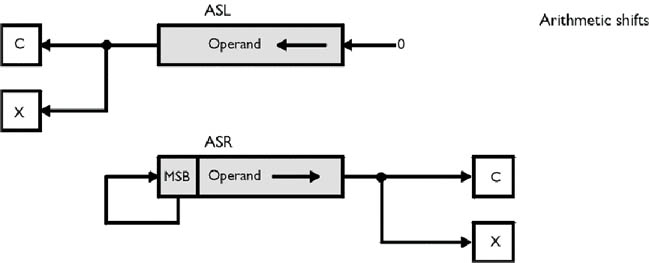 ASL
Arithmetic shifts
C
Operand
0
X
ASR
MSB
Operand
C
X